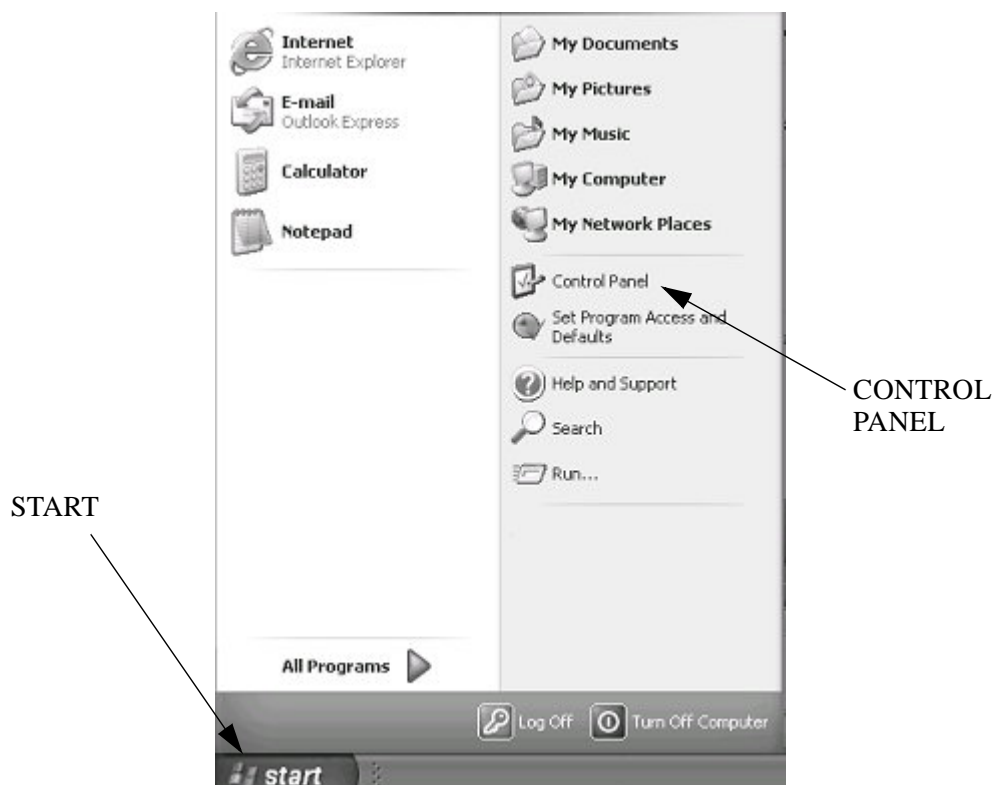 Internet
Internet Explorer
E-mail
Outlook Express
Calculator
Notepad
All Programs
My Documents
My Pictures
My Music
My Computer
My Network Places
Control Panel
Set Program Access and
Defaults
Help and Support
Search
Run...
CONTROL
PANEL
START
Log Off
Turn Off Computer
start